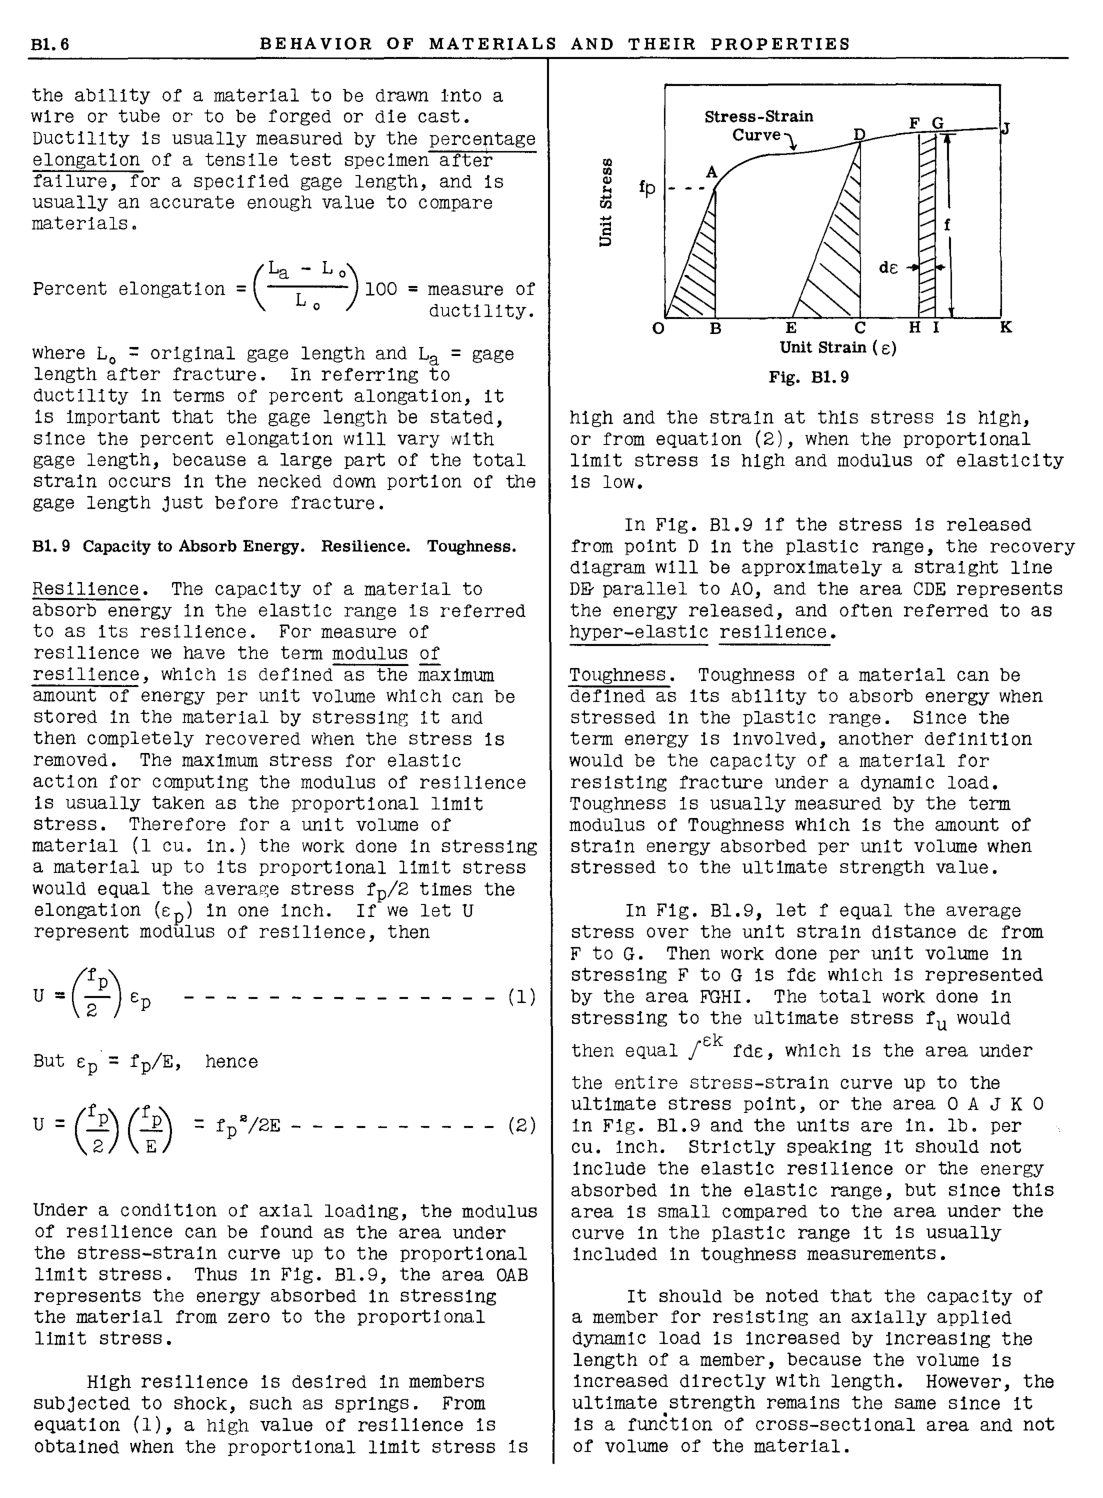 B1.6 BEHAVIOR OF MATERIALS AND THEIR PROPERTIES
the ability of a material to be drawn into a
wire or tube or to be forged or die cast.
Ductility is usually measured by the percentage
elongation of a tensile test specimen after
failure, for a specified gage length, and is
usually an accurate enough value to compare
materials.
Percent elongation = ( (La - Lo) / Lo ) 100 = measure of
ductility.
where Lo = original gage length and La = gage
length after fracture. In referring to
ductility in terms of percent alongation, it
is important that the gage length be stated,
since the percent elongation will vary with
gage length, because a large part of the total
strain occurs in the necked down portion of the
gage length just before fracture.
B1.9 Capacity to Absorb Energy. Resilience. Toughness.
Resilience. The capacity of a material to
absorb energy in the elastic range is referred
to as its resilience. For measure of
resilience we have the term modulus of
resilience, which is defined as the maximum
amount of energy per unit volume which can be
stored in the material by stressing it and
then completely recovered when the stress is
removed. The maximum stress for elastic
action for computing the modulus of resilience
is usually taken as the proportional limit
stress. Therefore for a unit volume of
material (1 cu. in.) the work done in stressing
a material up to its proportional limit stress
would equal the average stress fp/2 times the
elongation (εp) in one inch. If we let U
represent modulus of resilience, then
U = (fp/2) εp - - - - - - - - - - - - - - - (1)
But εp = fp/E, hence
U = (fp/2) (fp/E) = fp²/2E - - - - - - - - - - (2)
Under a condition of axial loading, the modulus
of resilience can be found as the area under
the stress-strain curve up to the proportional
limit stress. Thus in Fig. B1.9, the area OAB
represents the energy absorbed in stressing
the material from zero to the proportional
limit stress.
High resilience is desired in members
subjected to shock, such as springs. From
equation (1), a high value of resilience is
obtained when the proportional limit stress is
Stress-Strain
Curve
Unit Stress
fp
A
D
F G
J
f
dε
O B E C H I K
Unit Strain (ε)
Fig. B1.9
high and the strain at this stress is high,
or from equation (2), when the proportional
limit stress is high and modulus of elasticity
is low.
In Fig. B1.9 if the stress is released
from point D in the plastic range, the recovery
diagram will be approximately a straight line
DE parallel to AO, and the area CDE represents
the energy released, and often referred to as
hyper-elastic resilience.
Toughness. Toughness of a material can be
defined as its ability to absorb energy when
stressed in the plastic range. Since the
term energy is involved, another definition
would be the capacity of a material for
resisting fracture under a dynamic load.
Toughness is usually measured by the term
modulus of Toughness which is the amount of
strain energy absorbed per unit volume when
stressed to the ultimate strength value.
In Fig. B1.9, let f equal the average
stress over the unit strain distance dε from
F to G. Then work done per unit volume in
stressing F to G is fdε which is represented
by the area FGHI. The total work done in
stressing to the ultimate stress fu would
then equal ∫^εk fdε, which is the area under
the entire stress-strain curve up to the
ultimate stress point, or the area O A J K O
in Fig. B1.9 and the units are in. lb. per
cu. inch. Strictly speaking it should not
include the elastic resilience or the energy
absorbed in the elastic range, but since this
area is small compared to the area under the
curve in the plastic range it is usually
included in toughness measurements.
It should be noted that the capacity of
a member for resisting an axially applied
dynamic load is increased by increasing the
length of a member, because the volume is
increased directly with length. However, the
ultimate strength remains the same since it
is a function of cross-sectional area and not
of volume of the material.